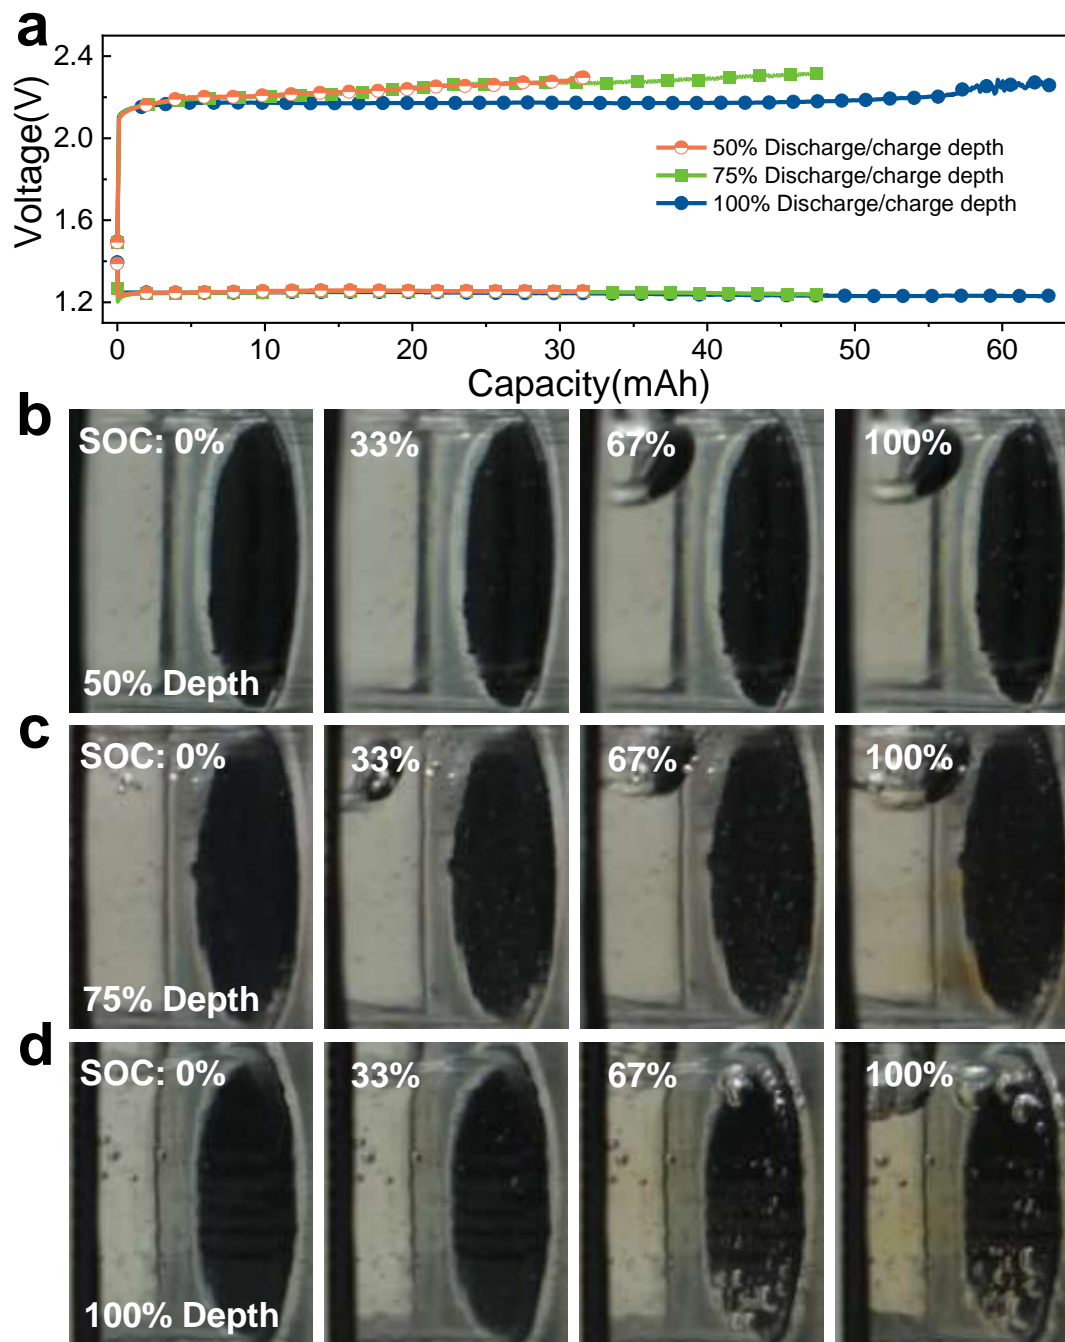 a
Voltage(V)
2.4
2.0
1.6
1.2
50% Discharge/charge depth
75% Discharge/charge depth
100% Discharge/charge depth
0 10 20 30 40 50 60
Capacity(mAh)
b
SOC: 0% 33% 67% 100%
50% Depth
c
SOC: 0% 33% 67% 100%
75% Depth
d
SOC: 0% 33% 67% 100%
100% Depth